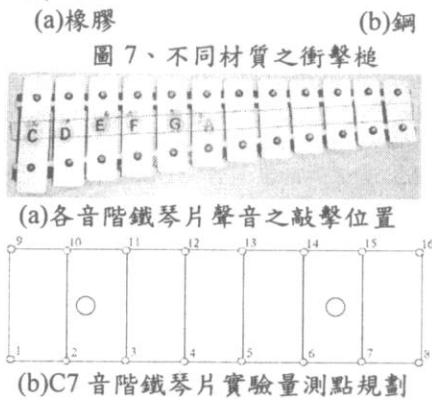 (a)橡膠 (b)鋼
圖 7、不同材質之衝擊槌
C D E F G A
(a)各音階鐵琴片聲音之敲擊位置
9 10 11 12 13 14 15 16
1 2 3 4 5 6 7 8
(b)C7 音階鐵琴片實驗量測點規劃